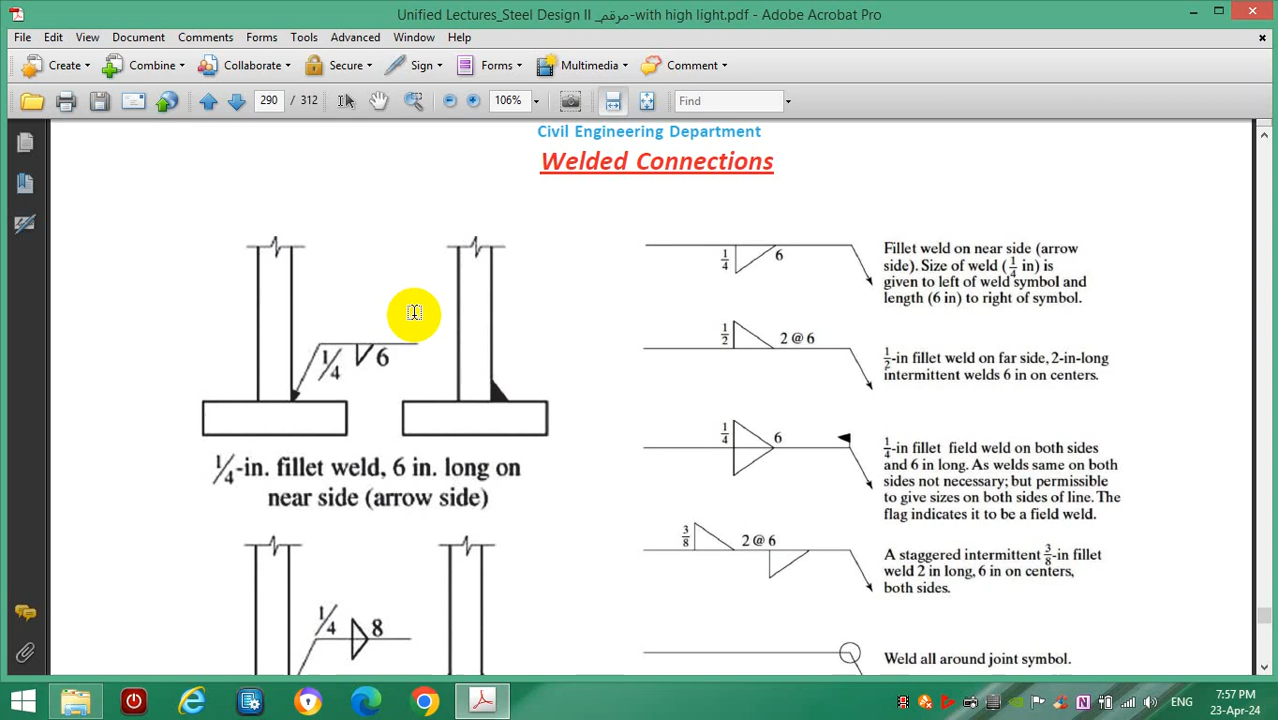 Unified Lectures_Steel Design II _مرقم-with high light.pdf - Adobe Acrobat Pro
File Edit View Document Comments Forms Tools Advanced Window Help
Create Combine Collaborate Secure Sign Forms Multimedia Comment
290 / 312 106% Find
Civil Engineering Department
Welded Connections
1/4 6
1/4-in. fillet weld, 6 in. long on
near side (arrow side)
1/4 8
1/4 6
Fillet weld on near side (arrow
side). Size of weld (1/4 in) is
given to left of weld symbol and
length (6 in) to right of symbol.
1/2 2 @ 6
1/2-in fillet weld on far side, 2-in-long
intermittent welds 6 in on centers.
1/4 6
1/4-in fillet field weld on both sides
and 6 in long. As welds same on both
sides not necessary; but permissible
to give sizes on both sides of line. The
flag indicates it to be a field weld.
3/8 2 @ 6
A staggered intermittent 3/8-in fillet
weld 2 in long, 6 in on centers,
both sides.
Weld all around joint symbol.
ENG
7:57 PM
23-Apr-24